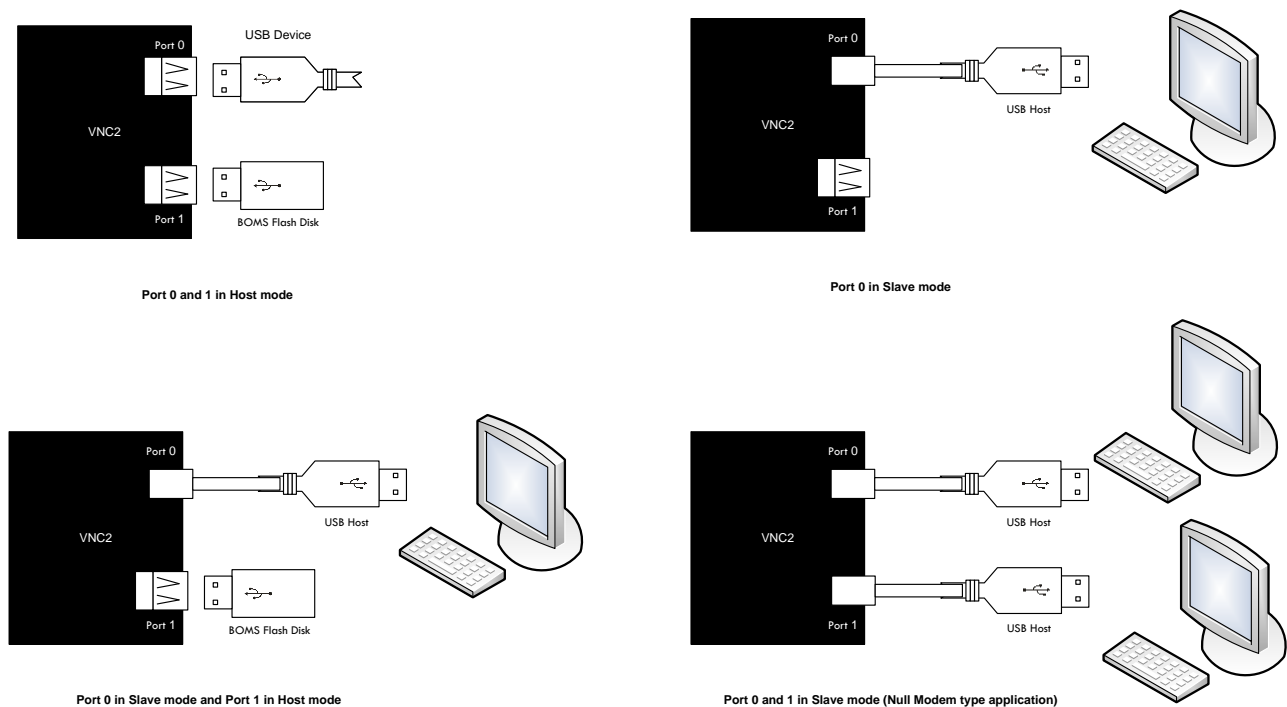 Port 0
USB Device
VNC2
Port 1
BOMS Flash Disk
Port 0 and 1 in Host mode
Port 0
USB Host
VNC2
Port 1
Port 0 in Slave mode
Port 0
USB Host
VNC2
Port 1
BOMS Flash Disk
Port 0 in Slave mode and Port 1 in Host mode
Port 0
USB Host
VNC2
Port 1
USB Host
Port 0 and 1 in Slave mode (Null Modem type application)